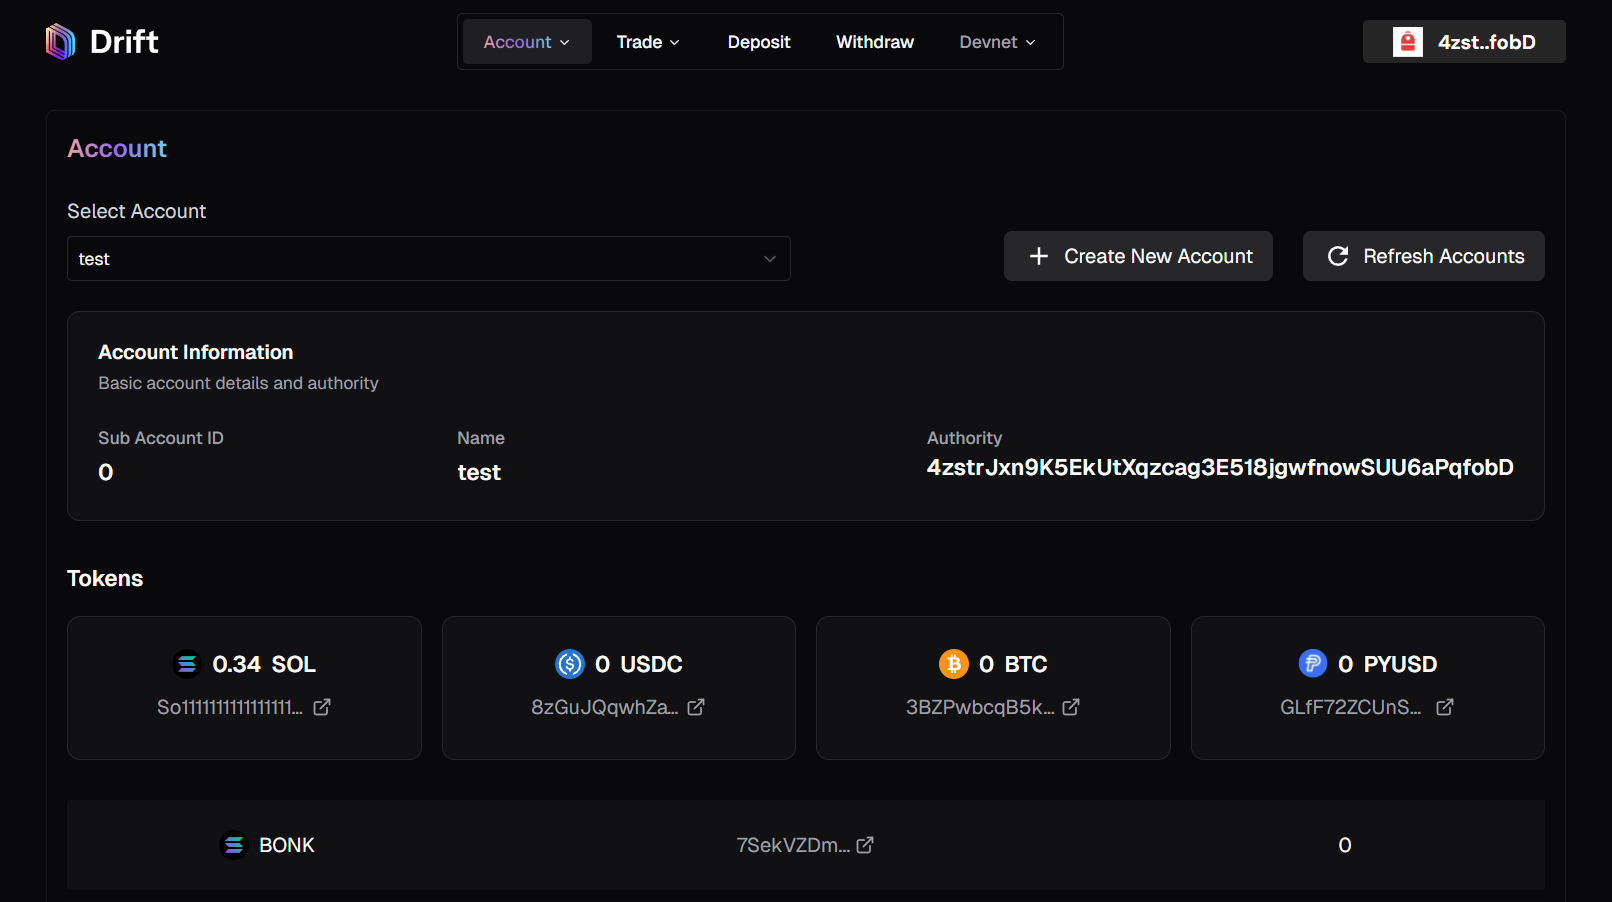 Drift
Account
Trade
Deposit
Withdraw
Devnet
4zst..fobD
Account
Select Account
test
Create New Account
Refresh Accounts
Account Information
Basic account details and authority
Sub Account ID
Name
Authority
0
test
4zstrJxn9K5EkUtXqzcag3E518jgwfnowSUU6aPqfobD
Tokens
0.34 SOL
So11111111111111111...
0 USDC
8zGuJQqwhZa...
0 BTC
3BZPwbcqB5k...
0 PYUSD
GLfF72ZCUnS...
BONK
7SekVZDm...
0